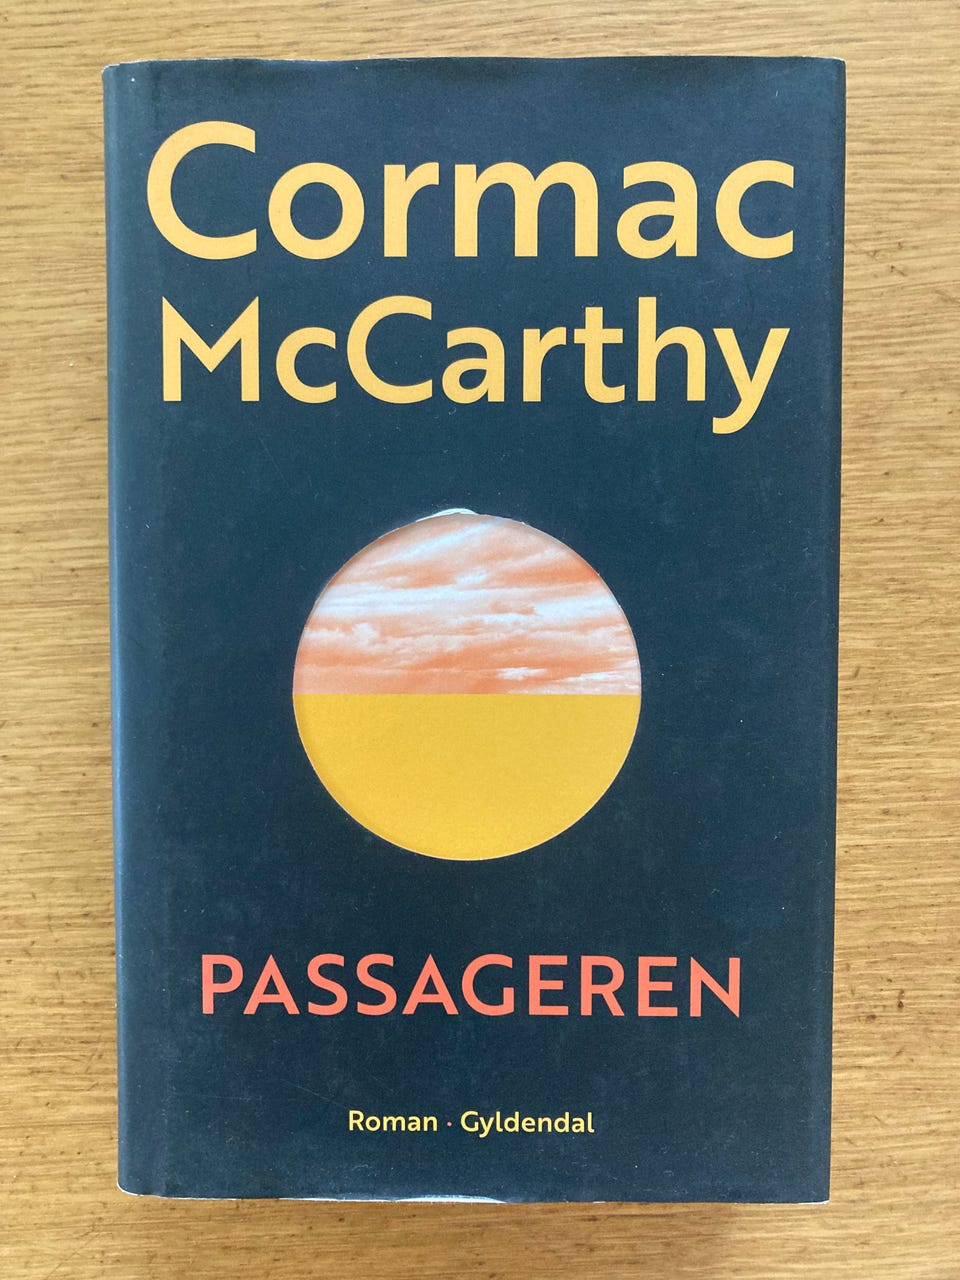 Cormac
McCarthy
PASSAGEREN
Roman · Gyldendal